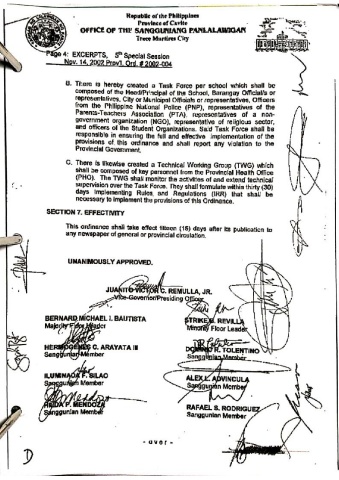 Republic of the Philippines
Province of Cavite
OFFICE OF THE SANGGUNIANG PANLALAWIGAN
Trece Martires City
Page 4: EXCERPTS, 5th Special Session
Nov. 14, 2002 Prov'l. Ord. # 2002-004
B. There is hereby created a Task Force per school which shall be
composed of the Head/Principal of the School, Barangay Official/s or
representatives, City or Municipal Officials or representatives, Officers
from the Philippine National Police (PNP), representatives of the
Parents-Teachers Association (PTA), representatives of a non-
government organization (NGO), representative of religious sector,
and officers of the Student Organizations. Said Task Force shall be
responsible in ensuring the full and effective implementation of the
provisions of this ordinance and shall report any violation to the
Provincial Government.
C. There is likewise created a Technical Working Group (TWG) which
shall be composed of key personnel from the Provincial Health Office
(PHO). The TWG shall monitor the activities of and extend technical
supervision over the Task Force. They shall formulate within thirty (30)
days Implementing Rules and Regulations (IRR) that shall be
necessary to implement the provisions of this Ordinance.
SECTION 7. EFFECTIVITY
This ordinance shall take effect fifteen (15) days after its publication to
any newspaper of general or provincial circulation.
UNANIMOUSLY APPROVED.
JUANITO VICTOR C. REMULLA, JR.
Vice-Governor/Presiding Officer
BERNARD MICHAEL I. BAUTISTA
Majority Floor Leader
STRIKE B. REVILLA
Minority Floor Leader
HERMOGENES C. ARAYATA III
Sanggunian Member
DOMINO R. TOLENTINO
Sanggunian Member
ILUMINADA F. SILAO
Sanggunian Member
ALEX L. ADVINCULA
Sanggunian Member
P. MENDOZA
Sanggunian Member
RAFAEL S. RODRIGUEZ
Sanggunian Member
- over -
D